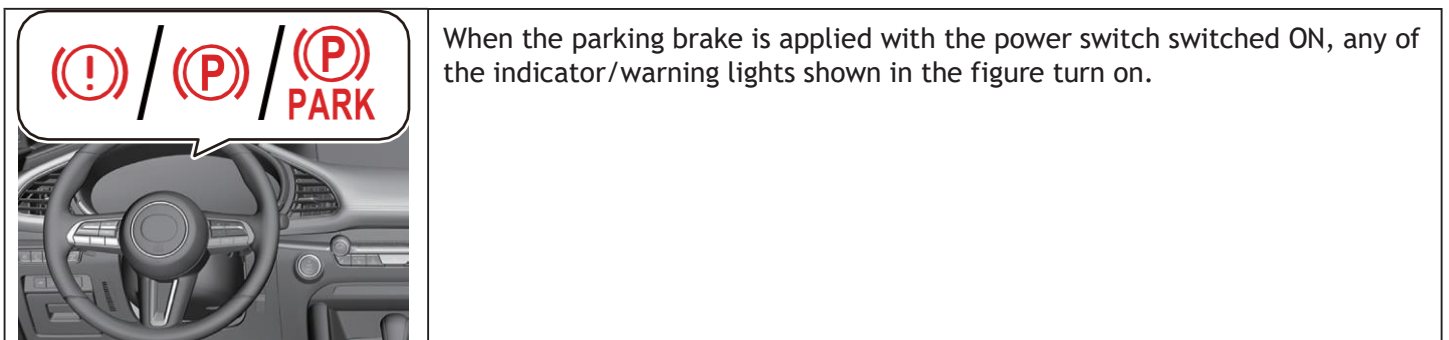 (!) / (P) / (P)
PARK
When the parking brake is applied with the power switch switched ON, any of
the indicator/warning lights shown in the figure turn on.